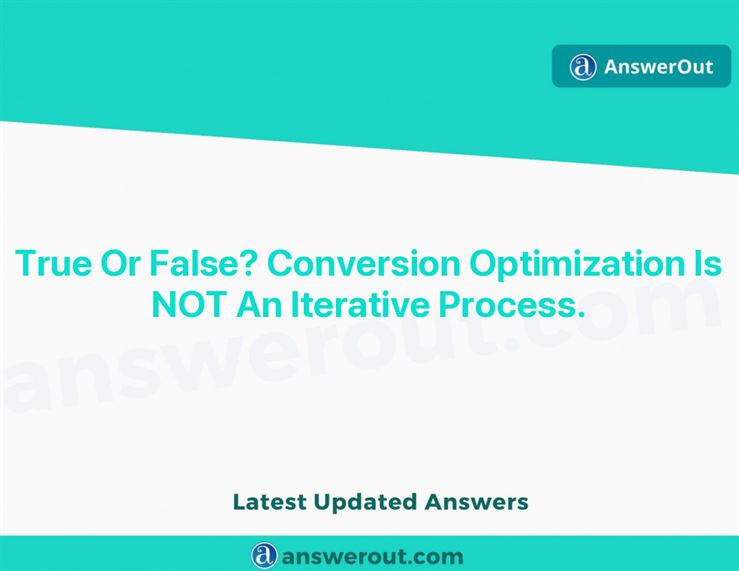 AnswerOut
True Or False? Conversion Optimization Is
NOT An Iterative Process.
answerout.com
Latest Updated Answers
answerout.com